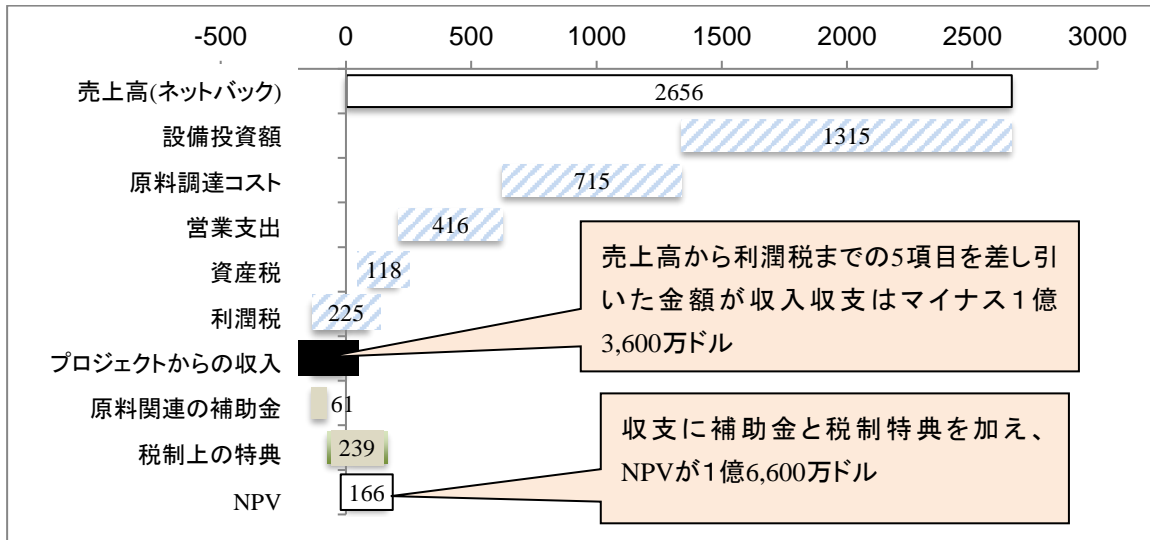 -500 0 500 1000 1500 2000 2500 3000
売上高(ネットバック) 2656
設備投資額 1315
原料調達コスト 715
営業支出 416
資産税 118
利潤税 225
プロジェクトからの収入
原料関連の補助金 61
税制上の特典 239
NPV 166
売上高から利潤税までの5項目を差し引
いた金額が収入収支はマイナス1億
3,600万ドル
収支に補助金と税制特典を加え、
NPVが1億6,600万ドル